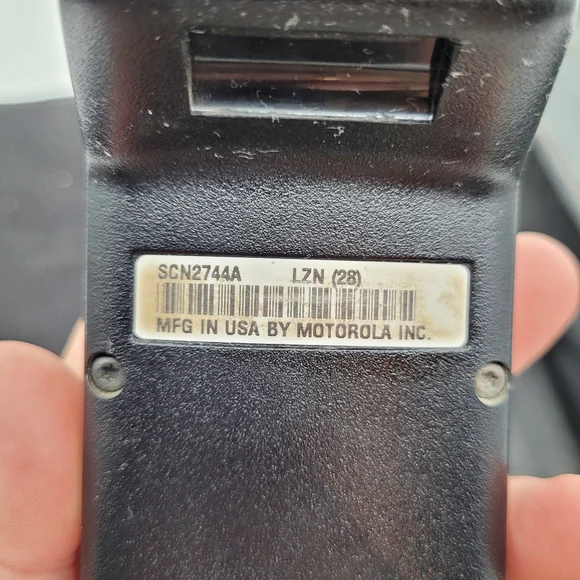 SCN2744A LZN (28)
MFG IN USA BY MOTOROLA INC.